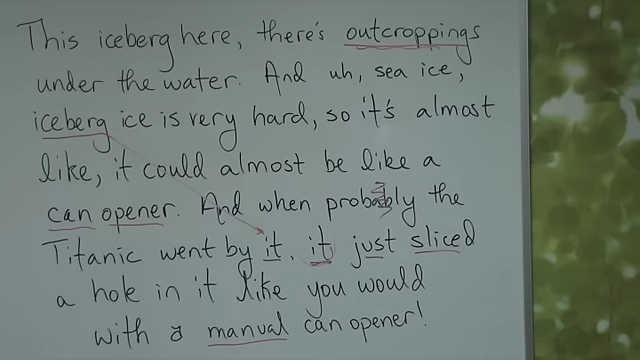 This iceberg here, there's outcroppings
under the water. And uh, sea ice,
iceberg ice is very hard, so it's almost
like, it could almost be like a
can opener. And when probably the
Titanic went by it, it just sliced
a hole in it like you would
with a manual can opener!